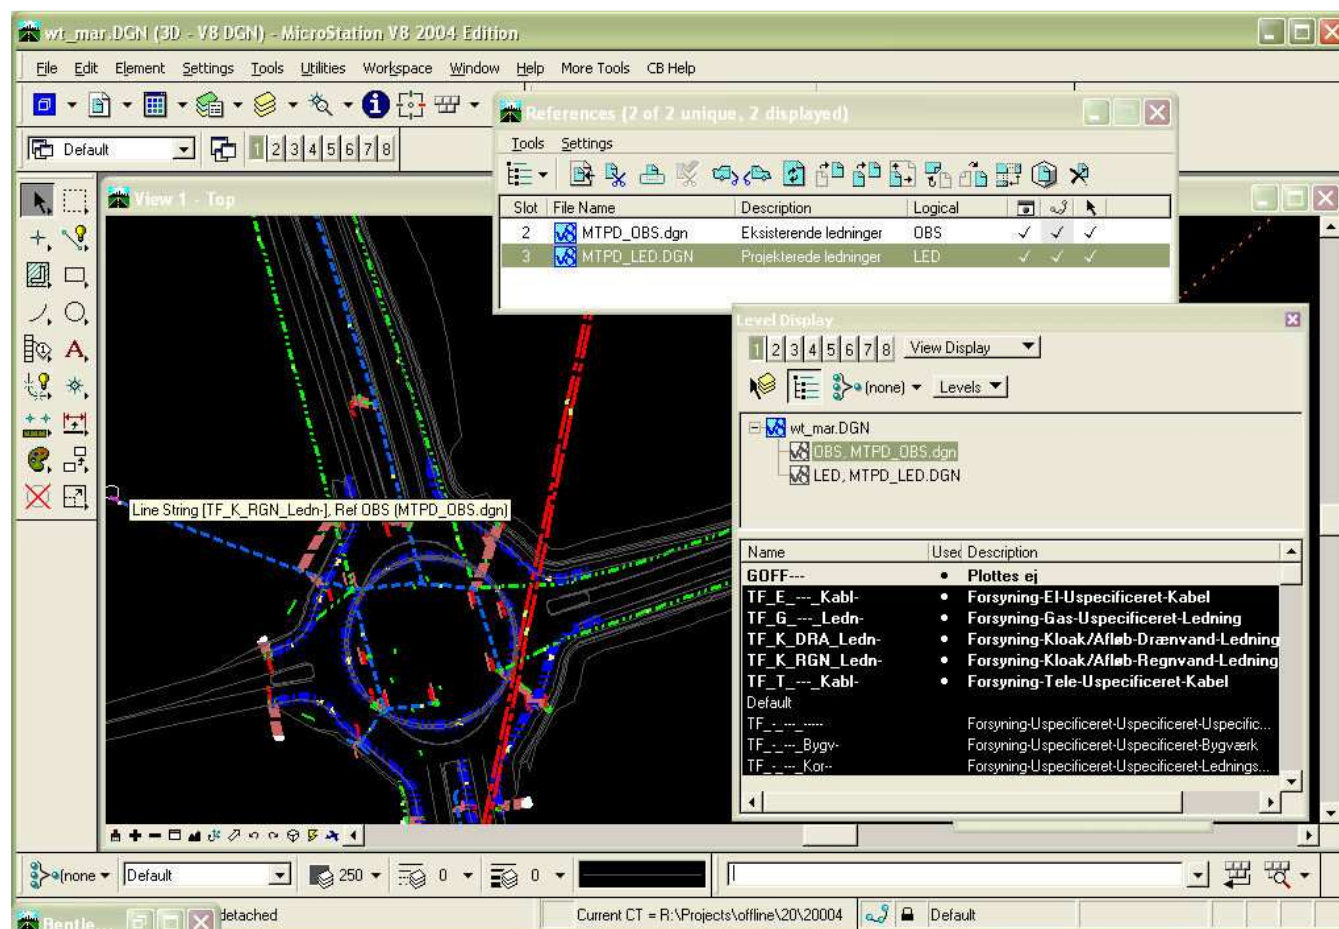 wt_mar.DGN (3D - V8 DGN) - MicroStation V8 2004 Edition
File Edit Element Settings Tools Utilities Workspace Window Help More Tools CB Help
References (2 of 2 unique, 2 displayed)
Tools Settings
Default 1 2 3 4 5 6 7 8
Slot File Name Description Logical
2 MTPD_OBS.dgn Eksisterende ledninger OBS
3 MTPD_LED.DGN Projekterede ledninger LED
View 1 - Top
Level Display
1 2 3 4 5 6 7 8 View Display
(none) Levels
wt_mar.DGN
OBS, MTPD_OBS.dgn
LED, MTPD_LED.DGN
Line String [TF_K_RGN_Ledn-], Ref OBS (MTPD_OBS.dgn)
Name Used Description
GOFF--- • Plottes ej
TF_E_---_Kabl- • Forsyning-El-Uspecificeret-Kabel
TF_G_---_Ledn- • Forsyning-Gas-Uspecificeret-Ledning
TF_K_DRA_Ledn- • Forsyning-Kloak/Afløb-Drænvand-Ledning
TF_K_RGN_Ledn- • Forsyning-Kloak/Afløb-Regnvand-Ledning
TF_T_---_Kabl- • Forsyning-Tele-Uspecificeret-Kabel
Default
TF_-_---_----- Forsyning-Uspecificeret-Uspecificeret-Uspecific...
TF_-_---_Bygv- Forsyning-Uspecificeret-Uspecificeret-Bygværk
TF_-_---_Kor-- Forsyning-Uspecificeret-Uspecificeret-Lednings...
(none Default 250 0 0
Bentle... detached Current CT = R:\Projects\offline\20\20004 Default